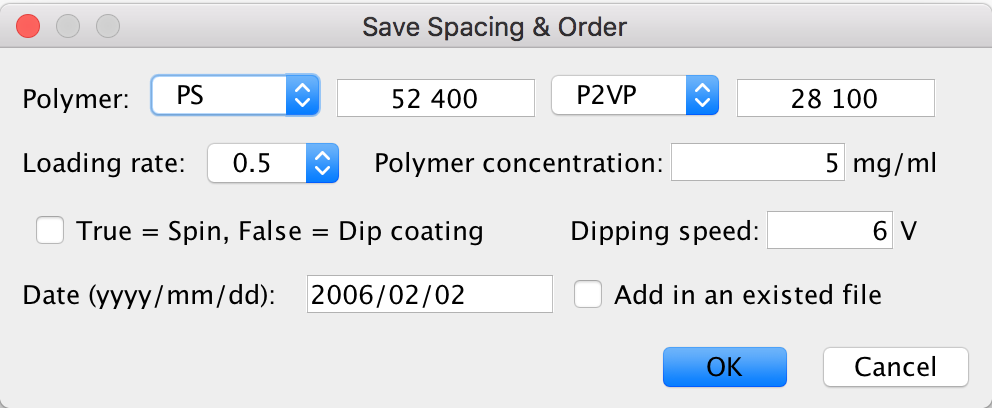 Save Spacing & Order
Polymer: PS 52 400 P2VP 28 100
Loading rate: 0.5 Polymer concentration: 5 mg/ml
True = Spin, False = Dip coating Dipping speed: 6 V
Date (yyyy/mm/dd): 2006/02/02 Add in an existed file
OK Cancel